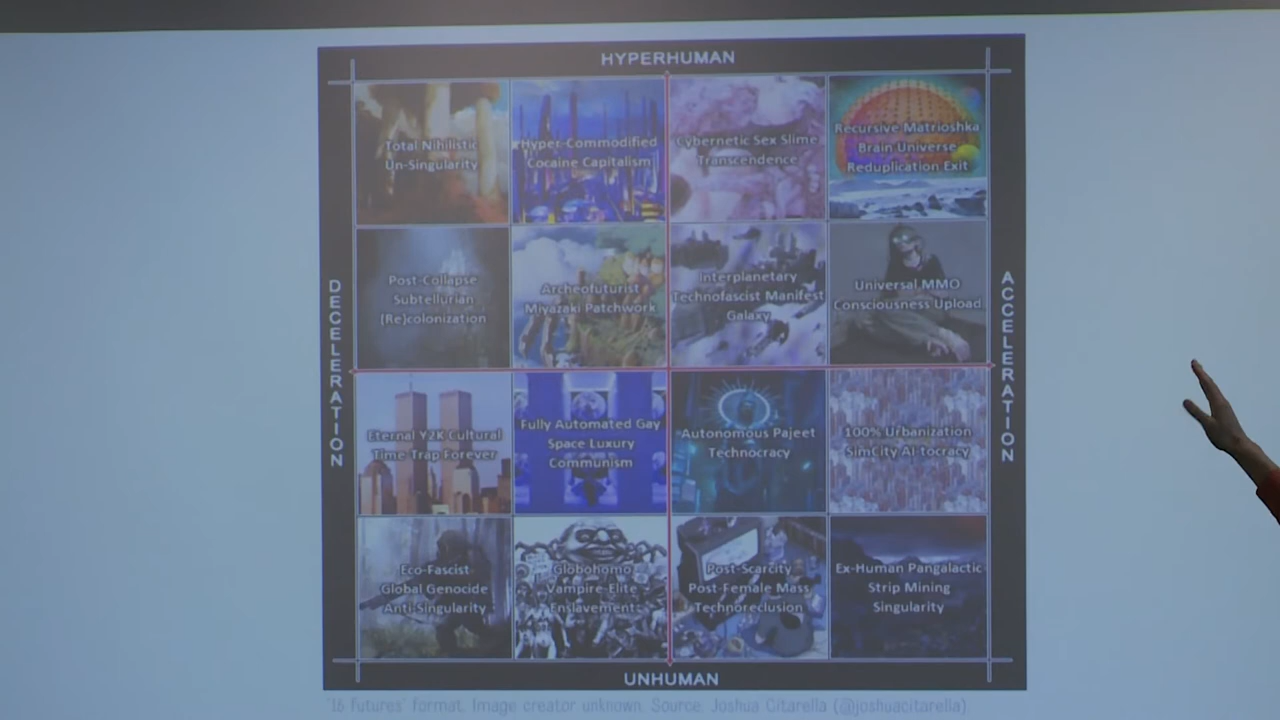 HYPERHUMAN
Total Nihilistic
Un-Singularity
Hyper-Commodified
Cocaine Capitalism
Cybernetic Sex Slime
Transcendence
Recursive Matrioshka
Brain Universe
Reduplication Exit
DECELERATION
Post-Collapse
Subtellurian
(Re)colonization
Archeofuturist
Miyazaki Patchwork
Interplanetary
Technofascist Manifest
Galaxy
Universal MMO
Consciousness Upload
ACCELERATION
Eternal Y2K Cultural
Time Trap Forever
Fully Automated Gay
Space Luxury
Communism
Autonomous Pajeet
Technocracy
100% Urbanization
SimCity AI-tocracy
Eco-Fascist
Global Genocide
Anti-Singularity
Globohomo
Vampire Elite
Enslavement
Post-Scarcity
Post-Female Mass
Technoreclusion
Ex-Human Pangalactic
Strip Mining
Singularity
UNHUMAN
'16 futures' format. Image creator unknown. Source: Joshua Citarella (@joshuacitarella)